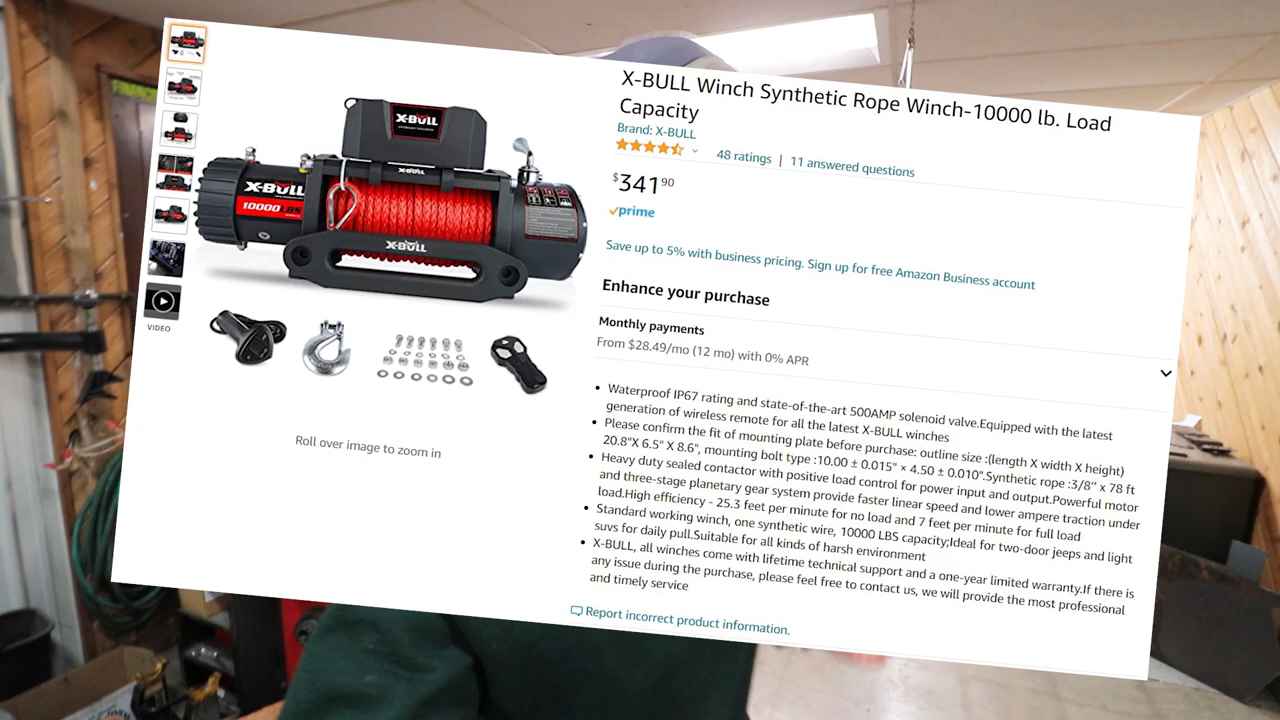 X-BULL Winch Synthetic Rope Winch-10000 lb. Load
Capacity
Brand: X-BULL
48 ratings | 11 answered questions
$341 90
prime
Save up to 5% with business pricing. Sign up for free Amazon Business account
Enhance your purchase
Monthly payments
From $28.49/mo (12 mo) with 0% APR
• Waterproof IP67 rating and state-of-the-art 500AMP solenoid valve.Equipped with the latest
generation of wireless remote for all the latest X-BULL winches
• Please confirm the fit of mounting plate before purchase: outline size :(length X width X height)
20.8"X 6.5" X 8.6", mounting bolt type :10.00 ± 0.015" × 4.50 ± 0.010".Synthetic rope :3/8’’ x 78 ft
• Heavy duty sealed contactor with positive load control for power input and output.Powerful motor
and three-stage planetary gear system provide faster linear speed and lower ampere traction under
load.High efficiency - 25.3 feet per minute for no load and 7 feet per minute for full load
• Standard working winch, one synthetic wire, 10000 LBS capacity;Ideal for two-door jeeps and light
suvs for daily pull.Suitable for all kinds of harsh environment
• X-BULL, all winches come with lifetime technical support and a one-year limited warranty.If there is
any issue during the purchase, please feel free to contact us, we will provide the most professional
and timely service
Report incorrect product information.
X-BULL
X-BULL
X-BULL
10000 LBS
X-BULL
VIDEO
Roll over image to zoom in